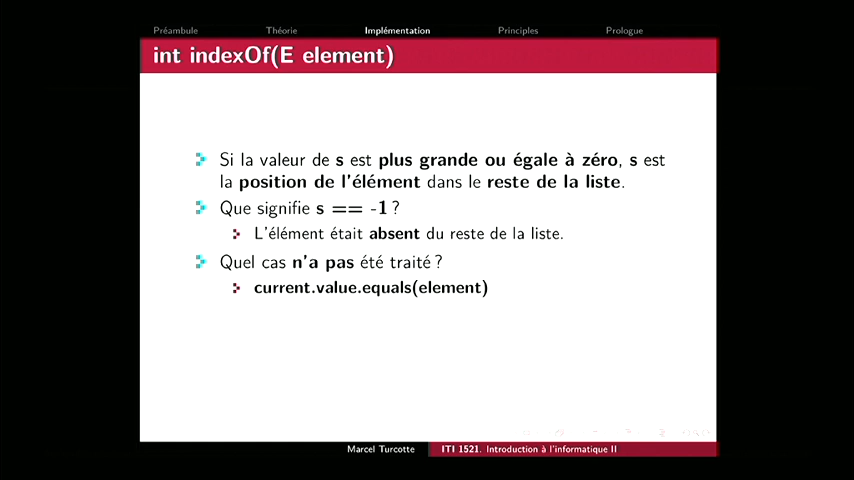 Préambule Théorie Implémentation Principles Prologue
int indexOf(E element)
Si la valeur de s est plus grande ou égale à zéro, s est
la position de l'élément dans le reste de la liste.
Que signifie s == -1 ?
L'élément était absent du reste de la liste.
Quel cas n'a pas été traité ?
current.value.equals(element)
Marcel Turcotte ITI 1521. Introduction à l'informatique II